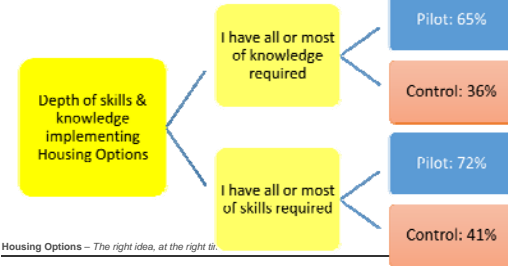 Depth of skills &
knowledge
implementing
Housing Options
I have all or most
of knowledge
required
Pilot: 65%
Control: 36%
I have all or most
of skills required
Pilot: 72%
Control: 41%
Housing Options – The right idea, at the right